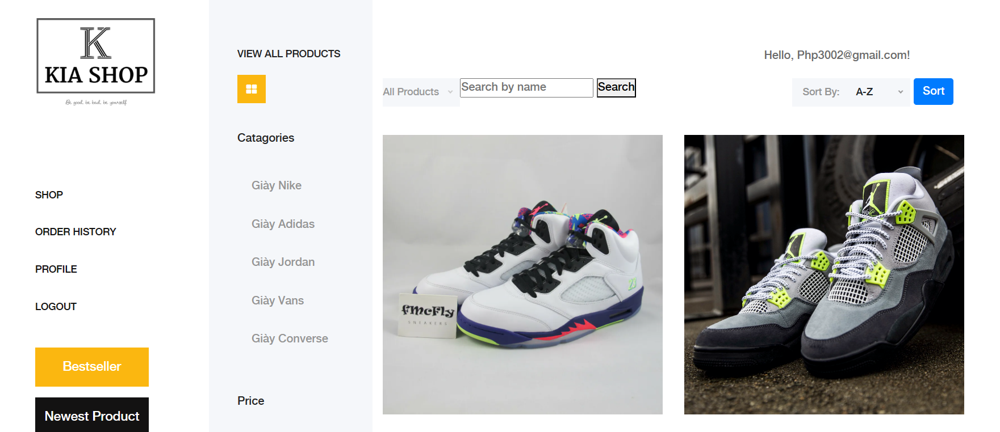 K
KIA SHOP
Be good, be bad, be yourself
SHOP
ORDER HISTORY
PROFILE
LOGOUT
Bestseller
Newest Product
VIEW ALL PRODUCTS
Catagories
Giày Nike
Giày Adidas
Giày Jordan
Giày Vans
Giày Converse
Price
Hello, Php3002@gmail.com!
All Products
Search by name
Search
Sort By:
A-Z
Sort
fmcFly
SNEAKERS
23